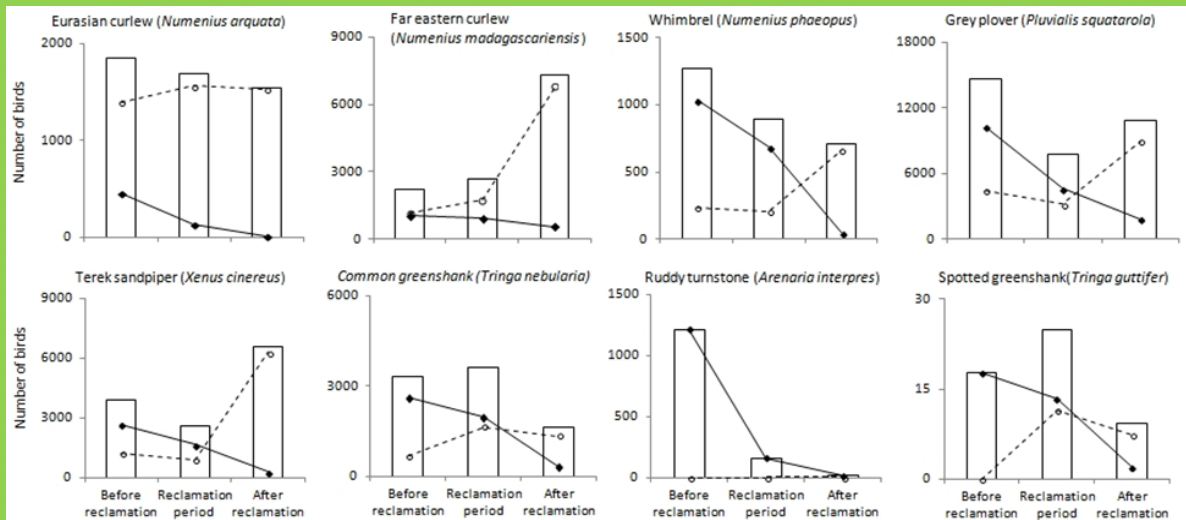 Eurasian curlew (Numenius arquata)
Number of birds
2000
1000
0
Far eastern curlew
(Numenius madagascariensis)
9000
6000
3000
0
Whimbrel (Numenius phaeopus)
1500
1000
500
0
Grey plover (Pluvialis squatarola)
18000
12000
6000
0
Terek sandpiper (Xenus cinereus)
Number of birds
9000
6000
3000
0
Before reclamation
Reclamation period
After reclamation
Common greenshank (Tringa nebularia)
6000
3000
0
Before reclamation
Reclamation period
After reclamation
Ruddy turnstone (Arenaria interpres)
1500
1000
500
0
Before reclamation
Reclamation period
After reclamation
Spotted greenshank(Tringa guttifer)
30
15
0
Before reclamation
Reclamation period
After reclamation